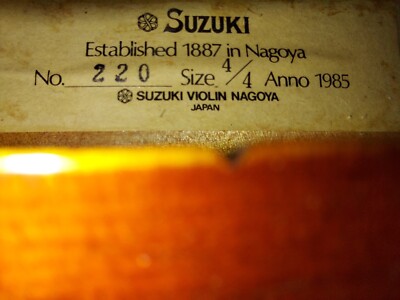 SUZUKI
Established 1887 in Nagoya
No. 220 Size 4/4 Anno 1985
SUZUKI VIOLIN NAGOYA
JAPAN